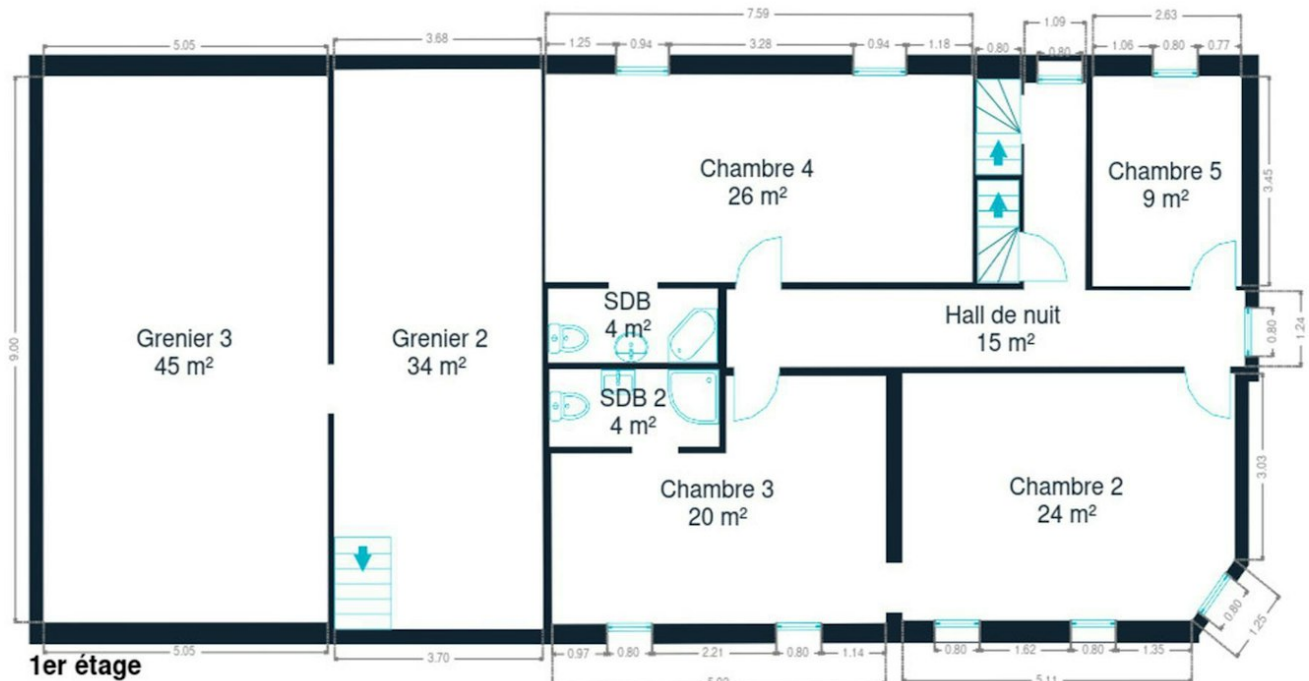 7.59
1.09
2.63
5.05
3.68
1.25
0.94
3.28
0.94
1.18
0.80
0.80
1.06
0.80
0.77
9.00
3.45
Chambre 4
26 m²
Chambre 5
9 m²
SDB
4 m²
Hall de nuit
15 m²
0.80
1.24
Grenier 3
45 m²
Grenier 2
34 m²
SDB 2
4 m²
Chambre 3
20 m²
Chambre 2
24 m²
3.03
0.80
1.25
5.05
3.70
0.97
0.80
2.21
0.80
1.14
0.80
1.62
0.80
1.35
5.11
1er étage